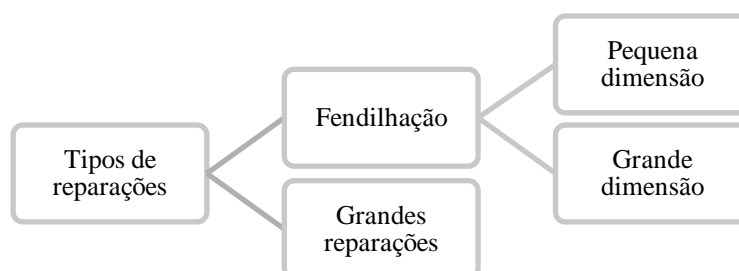 Tipos de
reparações
Fendilhação
Grandes
reparações
Pequena
dimensão
Grande
dimensão